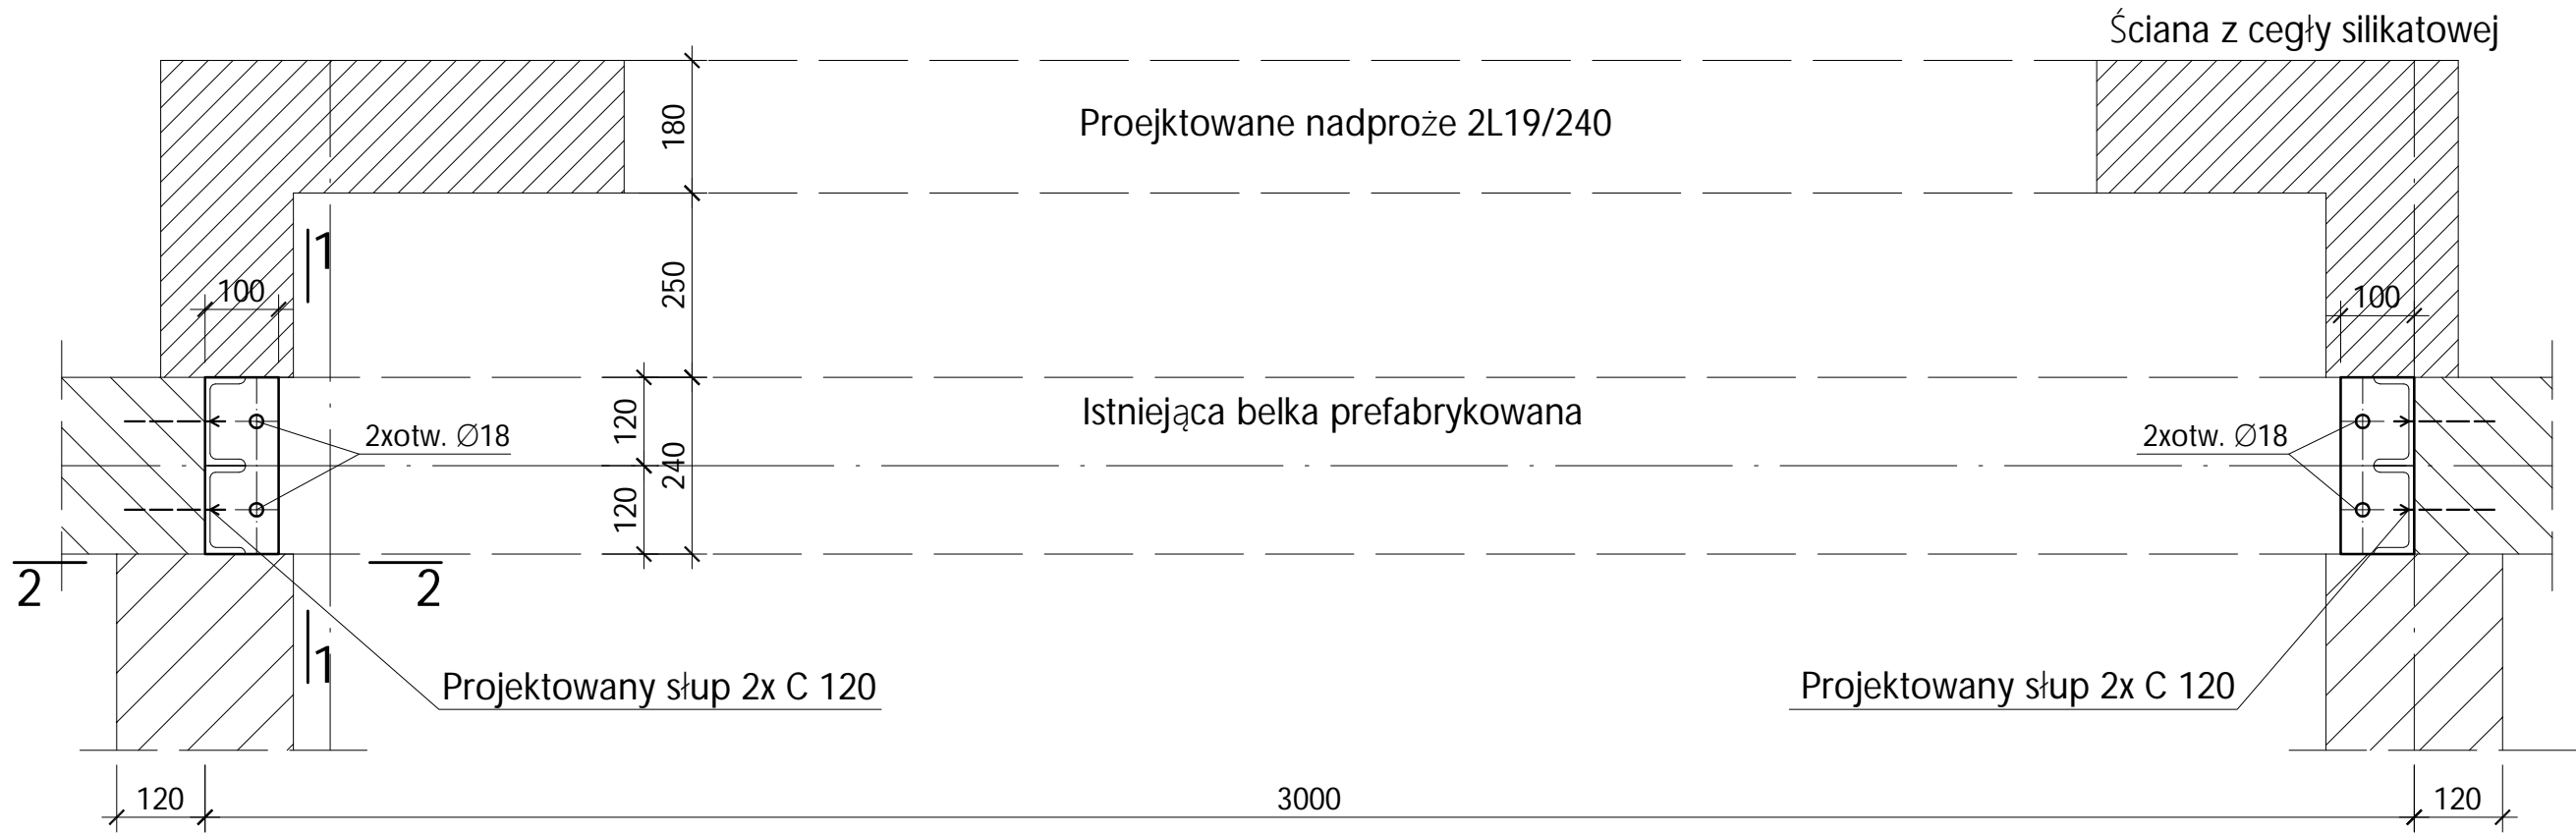 Ściana z cegły silikatowej
180
Proejktowane nadproże 2L19/240
1
250
100
100
120
Istniejąca belka prefabrykowana
2xotw. Ø18
2xotw. Ø18
240
120
2
2
1
Projektowany słup 2x C 120
Projektowany słup 2x C 120
120
3000
120